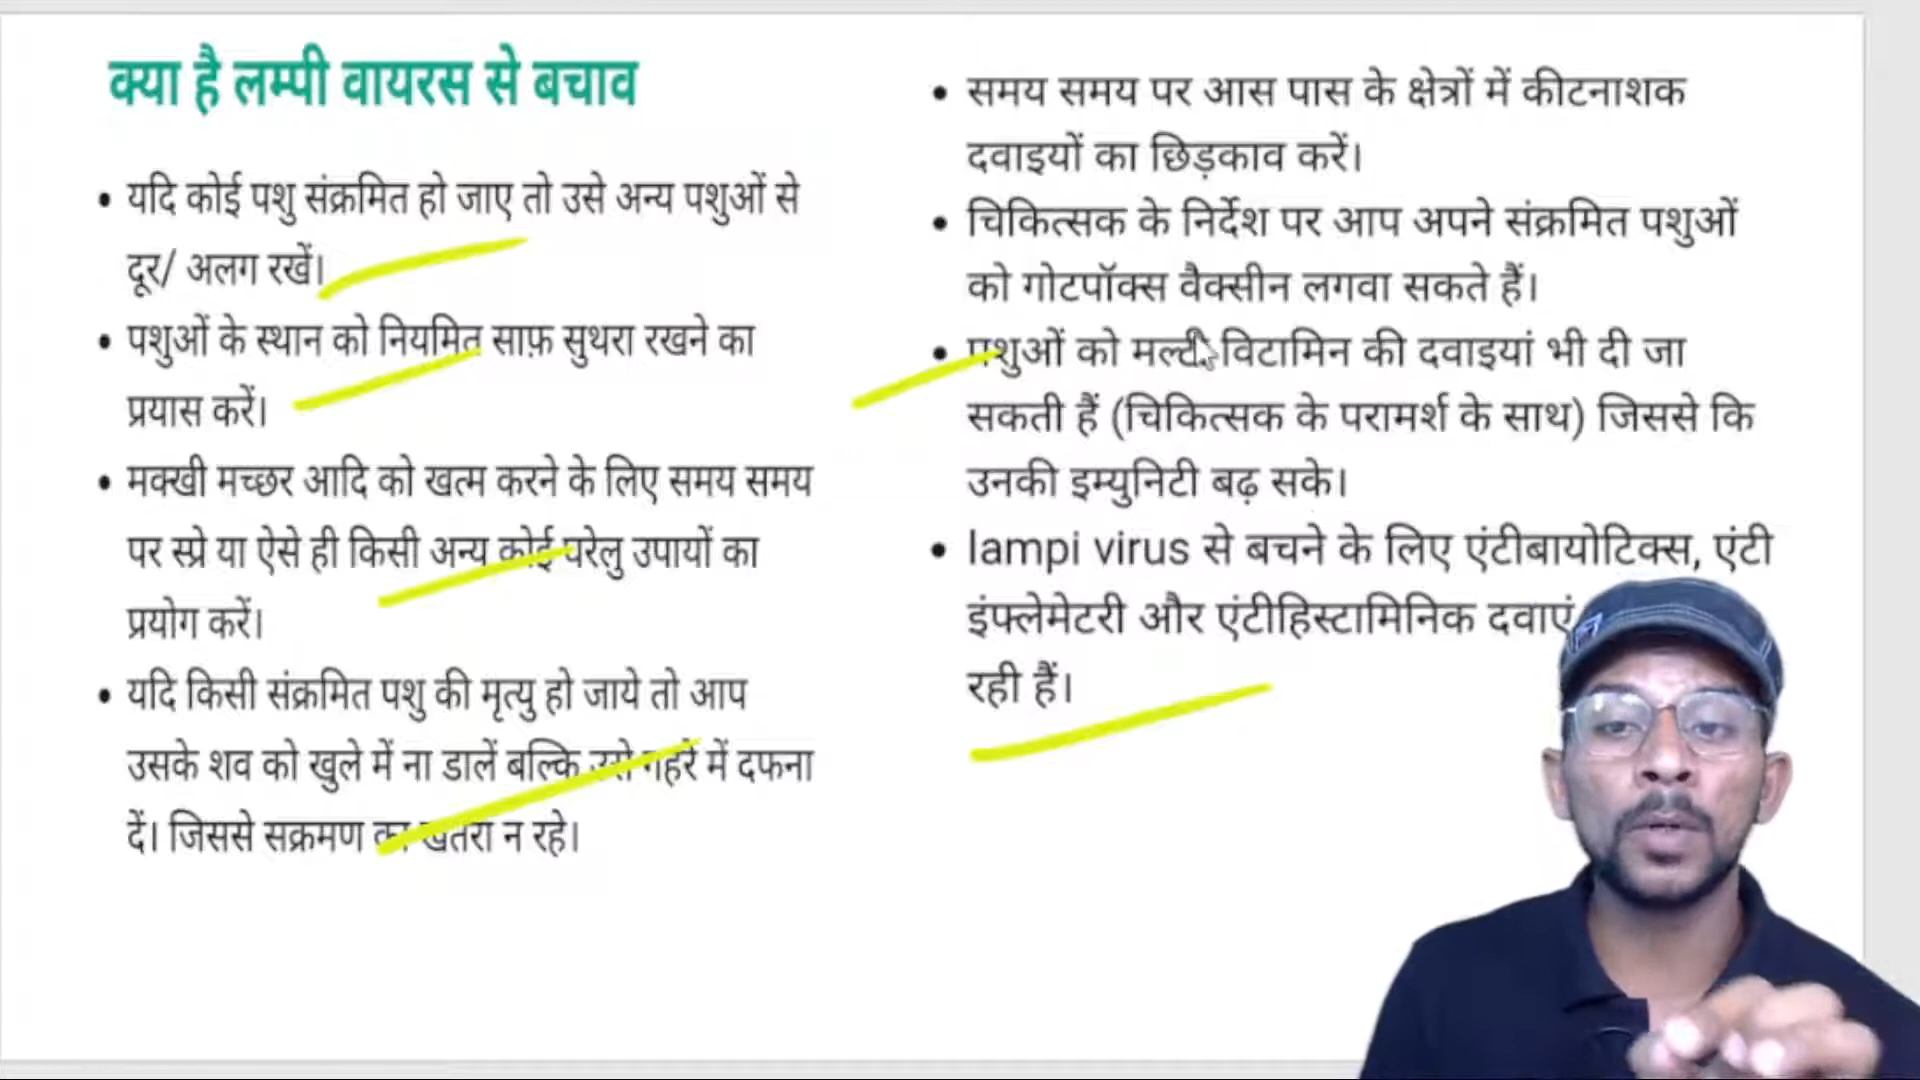 क्या है लम्पी वायरस से बचाव
• यदि कोई पशु संक्रमित हो जाए तो उसे अन्य पशुओं से
दूर/ अलग रखें।
• पशुओं के स्थान को नियमित साफ़ सुथरा रखने का
प्रयास करें।
• मक्खी मच्छर आदि को खत्म करने के लिए समय समय
पर स्प्रे या ऐसे ही किसी अन्य कोई घरेलु उपायों का
प्रयोग करें।
• यदि किसी संक्रमित पशु की मृत्यु हो जाये तो आप
उसके शव को खुले में ना डालें बल्कि उसे गहरे में दफना
दें। जिससे सक्रमण का खतरा न रहे।
• समय समय पर आस पास के क्षेत्रों में कीटनाशक
दवाइयों का छिड़काव करें।
• चिकित्सक के निर्देश पर आप अपने संक्रमित पशुओं
को गोटपॉक्स वैक्सीन लगवा सकते हैं।
• पशुओं को मल्टी विटामिन की दवाइयां भी दी जा
सकती हैं (चिकित्सक के परामर्श के साथ) जिससे कि
उनकी इम्युनिटी बढ़ सके।
• lampi virus से बचने के लिए एंटीबायोटिक्स, एंटी
इंफ्लेमेटरी और एंटीहिस्टामिनिक दवाएं
रही हैं।